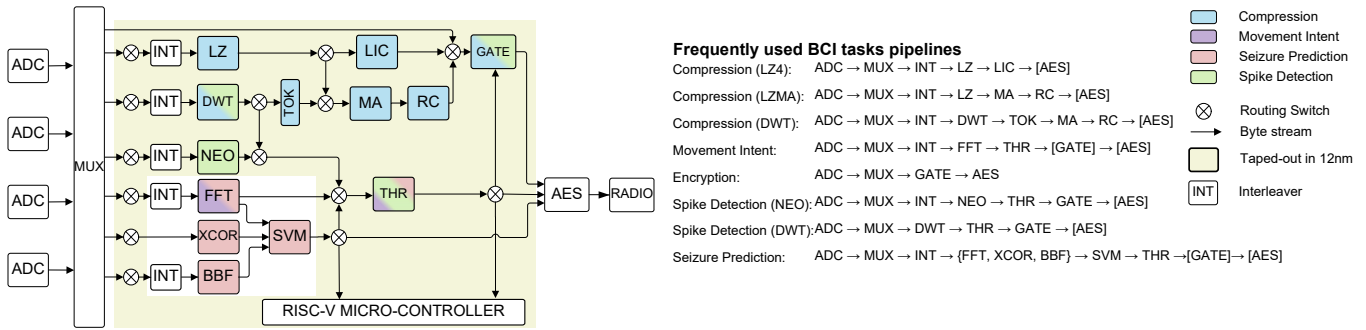 ADC
ADC
ADC
ADC
MUX
INT
LZ
LIC
GATE
INT
DWT
TOK
MA
RC
INT
NEO
INT
FFT
THR
XCOR
SVM
INT
BBF
AES
RADIO
RISC-V MICRO-CONTROLLER
Frequently used BCI tasks pipelines
Compression (LZ4): ADC → MUX → INT → LZ → LIC → [AES]
Compression (LZMA): ADC → MUX → INT → LZ → MA → RC → [AES]
Compression (DWT): ADC → MUX → INT → DWT → TOK → MA → RC → [AES]
Movement Intent: ADC → MUX → INT → FFT → THR → [GATE] → [AES]
Encryption: ADC → MUX → GATE → AES
Spike Detection (NEO): ADC → MUX → INT → NEO → THR → GATE → [AES]
Spike Detection (DWT): ADC → MUX → DWT → THR → GATE → [AES]
Seizure Prediction: ADC → MUX → INT → {FFT, XCOR, BBF} → SVM → THR →[GATE]→ [AES]
Compression
Movement Intent
Seizure Prediction
Spike Detection
Routing Switch
Byte stream
Taped-out in 12nm
INT
Interleaver